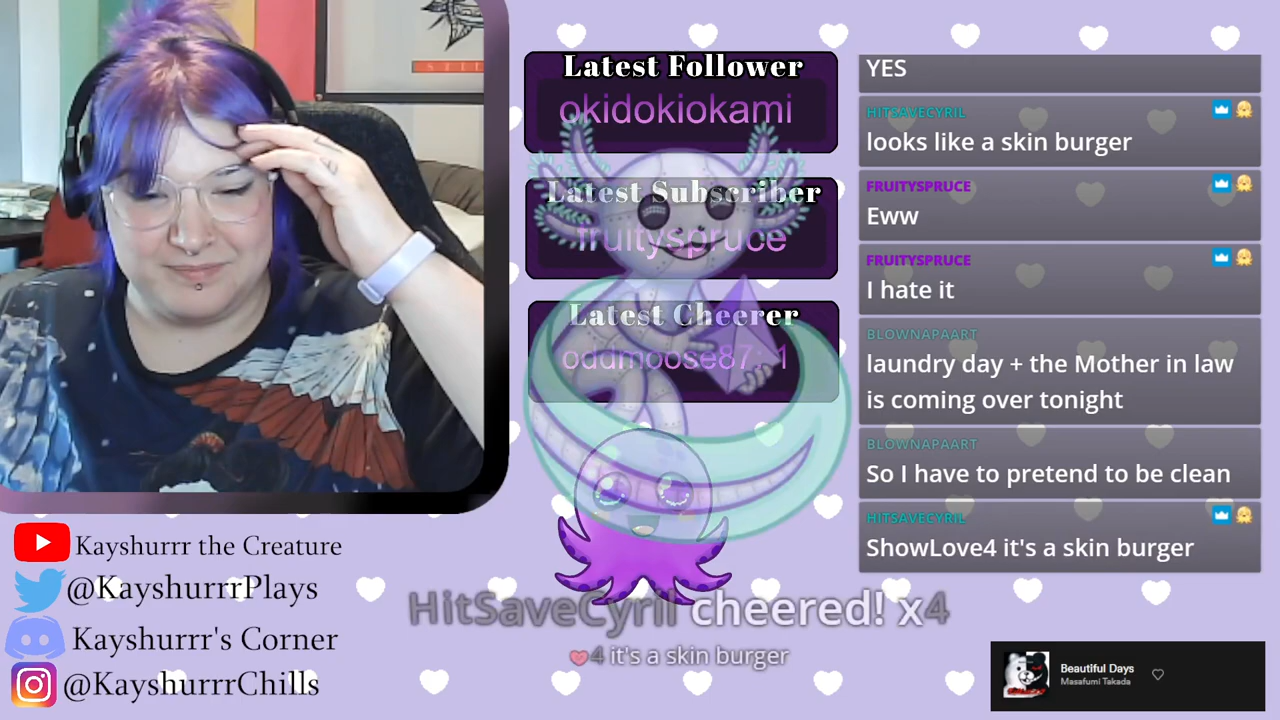 Latest Follower
okidokiokami
Latest Subscriber
fruityspruce
Latest Cheerer
oddmoose87: 1
YES
HITSAVECYRIL
looks like a skin burger
FRUITYSPRUCE
Eww
FRUITYSPRUCE
I hate it
BLOWNAPAART
laundry day + the Mother in law
is coming over tonight
BLOWNAPAART
So I have to pretend to be clean
HITSAVECYRIL
ShowLove4 it's a skin burger
Kayshurrr the Creature
@KayshurrrPlays
Kayshurrr's Corner
@KayshurrrChills
HitSaveCyril cheered! x4
4 it's a skin burger
Beautiful Days
Masafumi Takada